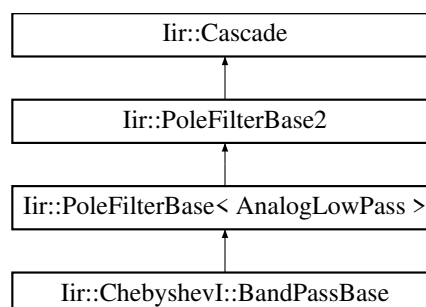 Iir::Cascade
Iir::PoleFilterBase2
Iir::PoleFilterBase< AnalogLowPass >
Iir::ChebyshevI::BandPassBase